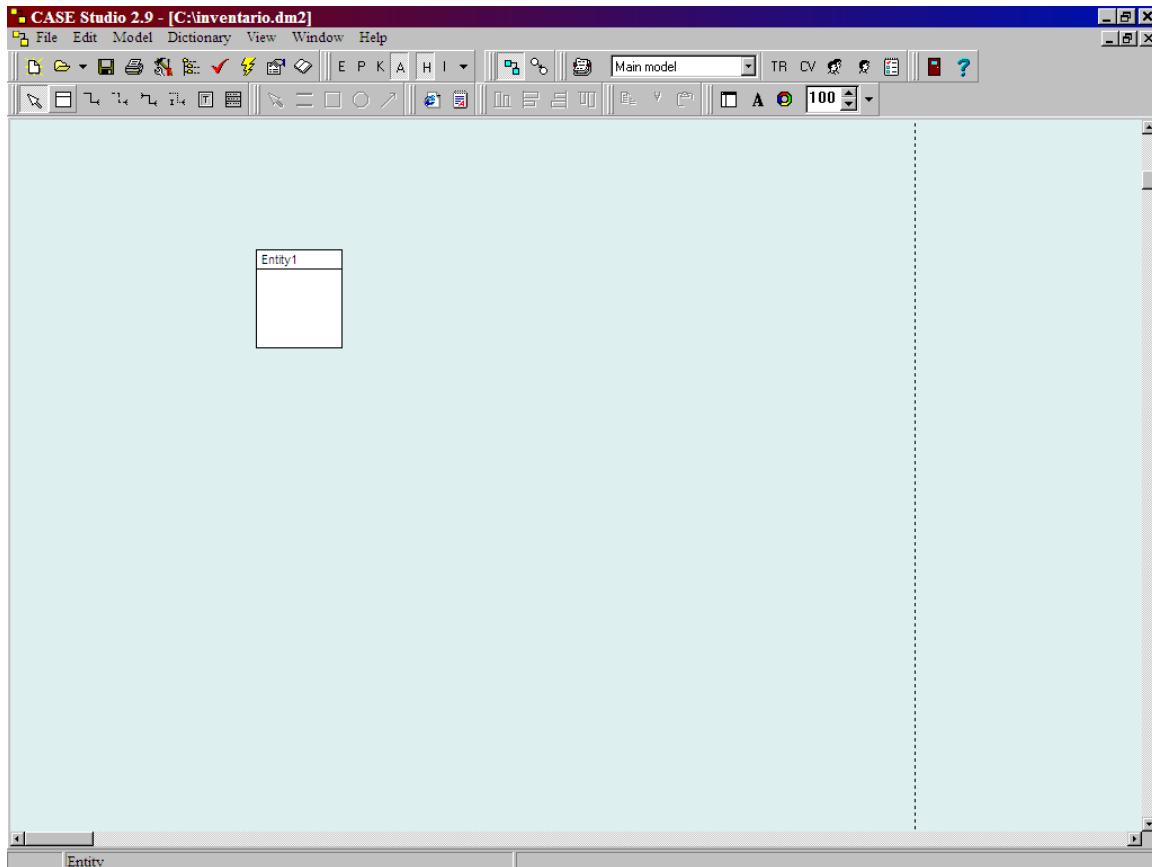 CASE Studio 2.9 - [C:\inventario.dm2]
File Edit Model Dictionary View Window Help
E P K A H I Main model TR CV ?
T A 100
Entity1
Entity